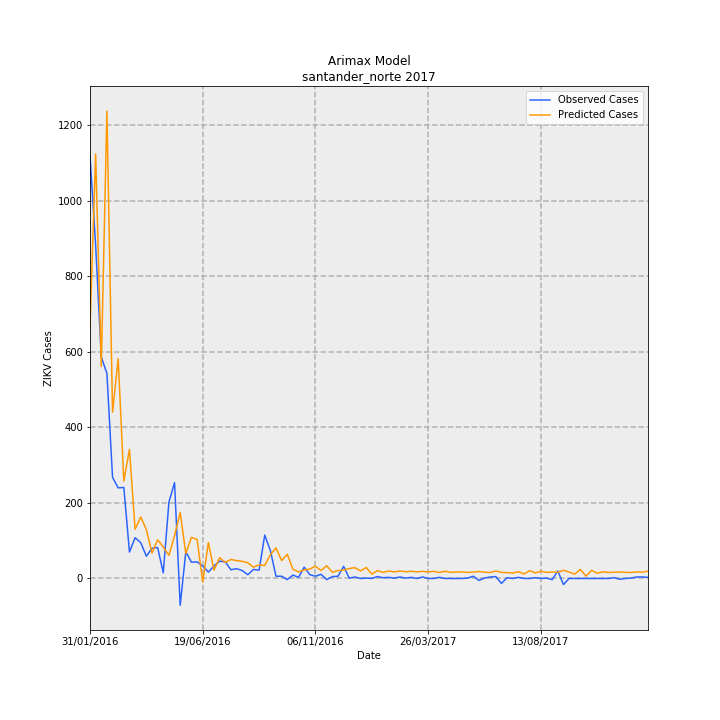 Arimax Model
santander_norte 2017
Observed Cases
Predicted Cases
ZIKV Cases
1200
1000
800
600
400
200
0
31/01/2016
19/06/2016
06/11/2016
26/03/2017
13/08/2017
Date